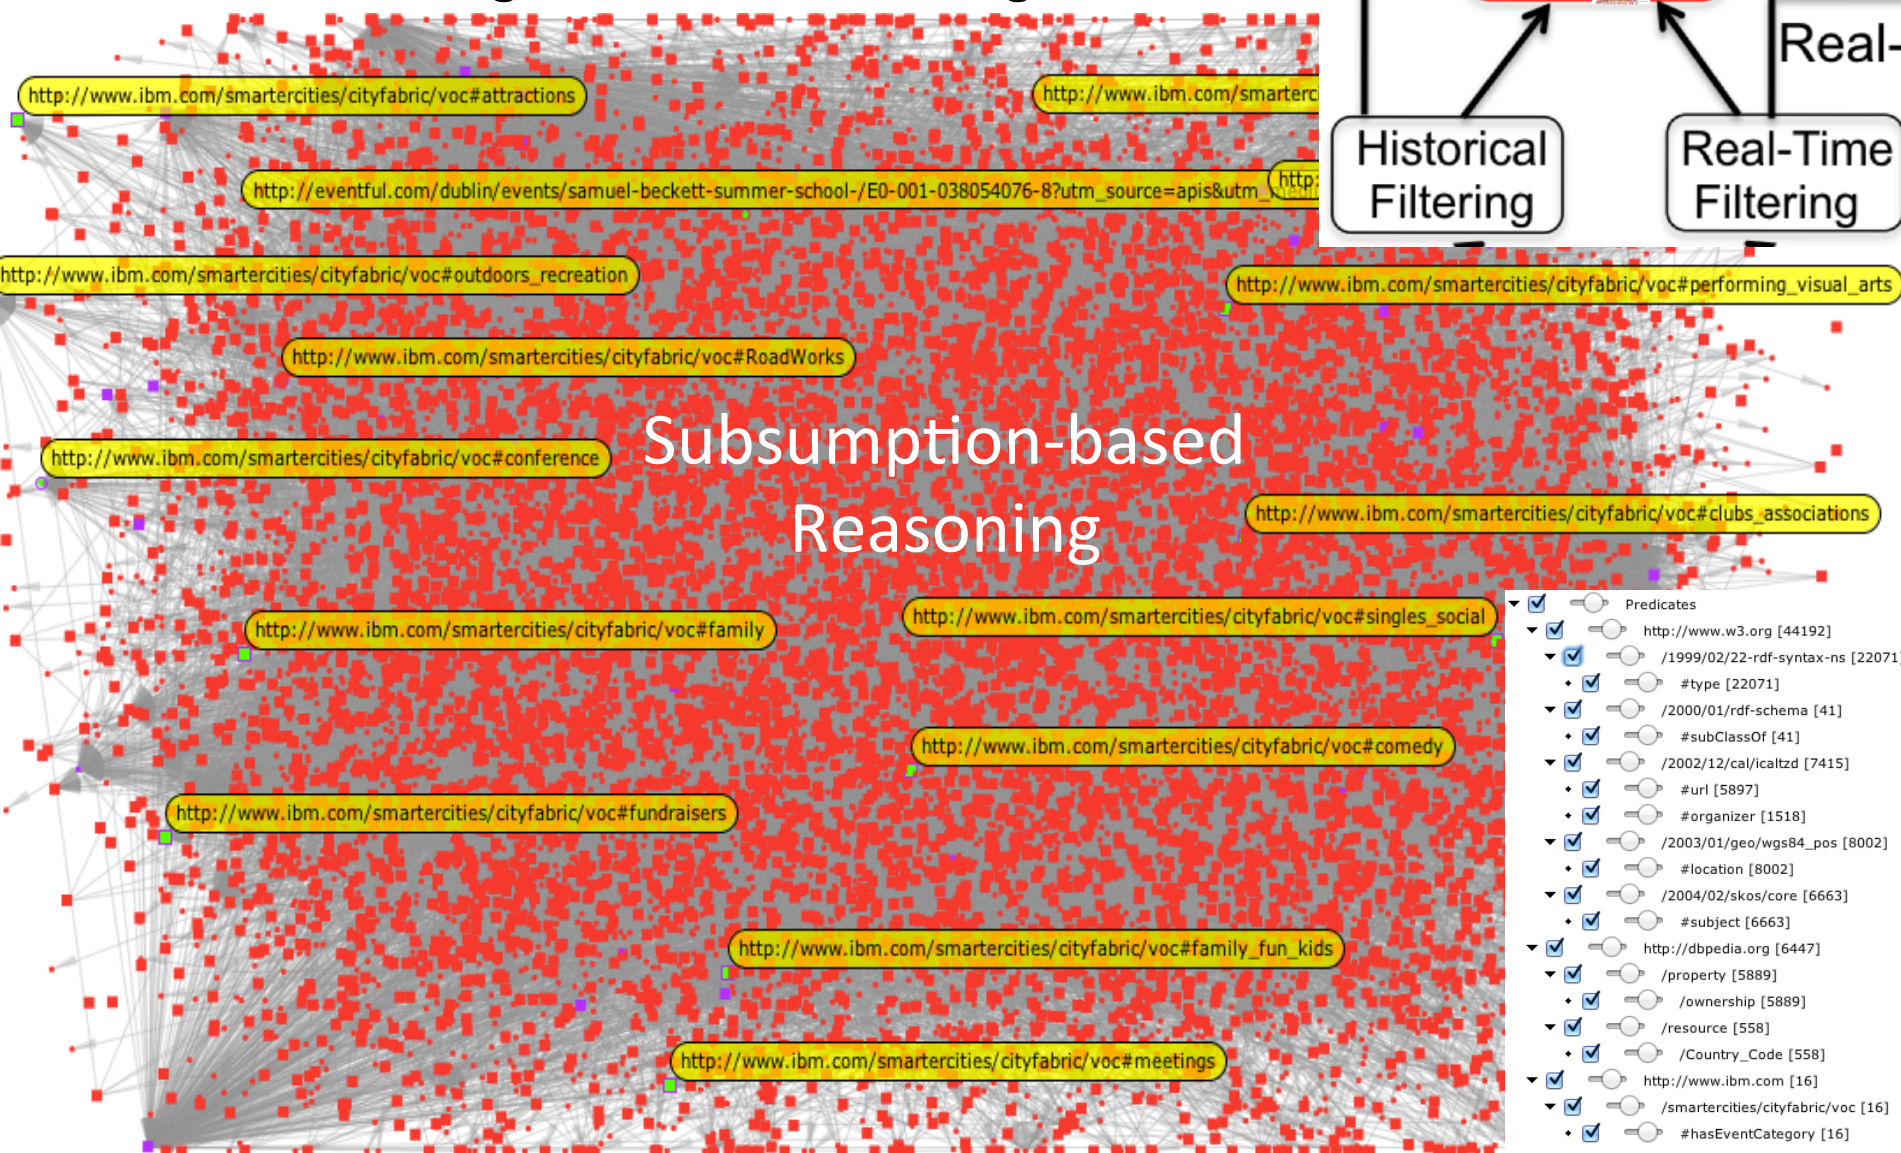 Real-
Historical
Filtering
Real-Time
Filtering
http://www.ibm.com/smartercities/cityfabric/voc#attractions
http://www.ibm.com/smarterci
http://eventful.com/dublin/events/samuel-beckett-summer-school-/E0-001-038054076-8?utm_source=apis&utm_
http:
http://www.ibm.com/smartercities/cityfabric/voc#outdoors_recreation
http://www.ibm.com/smartercities/cityfabric/voc#performing_visual_arts
http://www.ibm.com/smartercities/cityfabric/voc#RoadWorks
Subsumption-based
Reasoning
http://www.ibm.com/smartercities/cityfabric/voc#conference
http://www.ibm.com/smartercities/cityfabric/voc#clubs_associations
http://www.ibm.com/smartercities/cityfabric/voc#family
http://www.ibm.com/smartercities/cityfabric/voc#singles_social
http://www.ibm.com/smartercities/cityfabric/voc#comedy
http://www.ibm.com/smartercities/cityfabric/voc#fundraisers
http://www.ibm.com/smartercities/cityfabric/voc#family_fun_kids
http://www.ibm.com/smartercities/cityfabric/voc#meetings
Predicates
http://www.w3.org [44192]
/1999/02/22-rdf-syntax-ns [22071]
#type [22071]
/2000/01/rdf-schema [41]
#subClassOf [41]
/2002/12/cal/icaltzd [7415]
#url [5897]
#organizer [1518]
/2003/01/geo/wgs84_pos [8002]
#location [8002]
/2004/02/skos/core [6663]
#subject [6663]
http://dbpedia.org [6447]
/property [5889]
/ownership [5889]
/resource [558]
/Country_Code [558]
http://www.ibm.com [16]
/smartercities/cityfabric/voc [16]
#hasEventCategory [16]